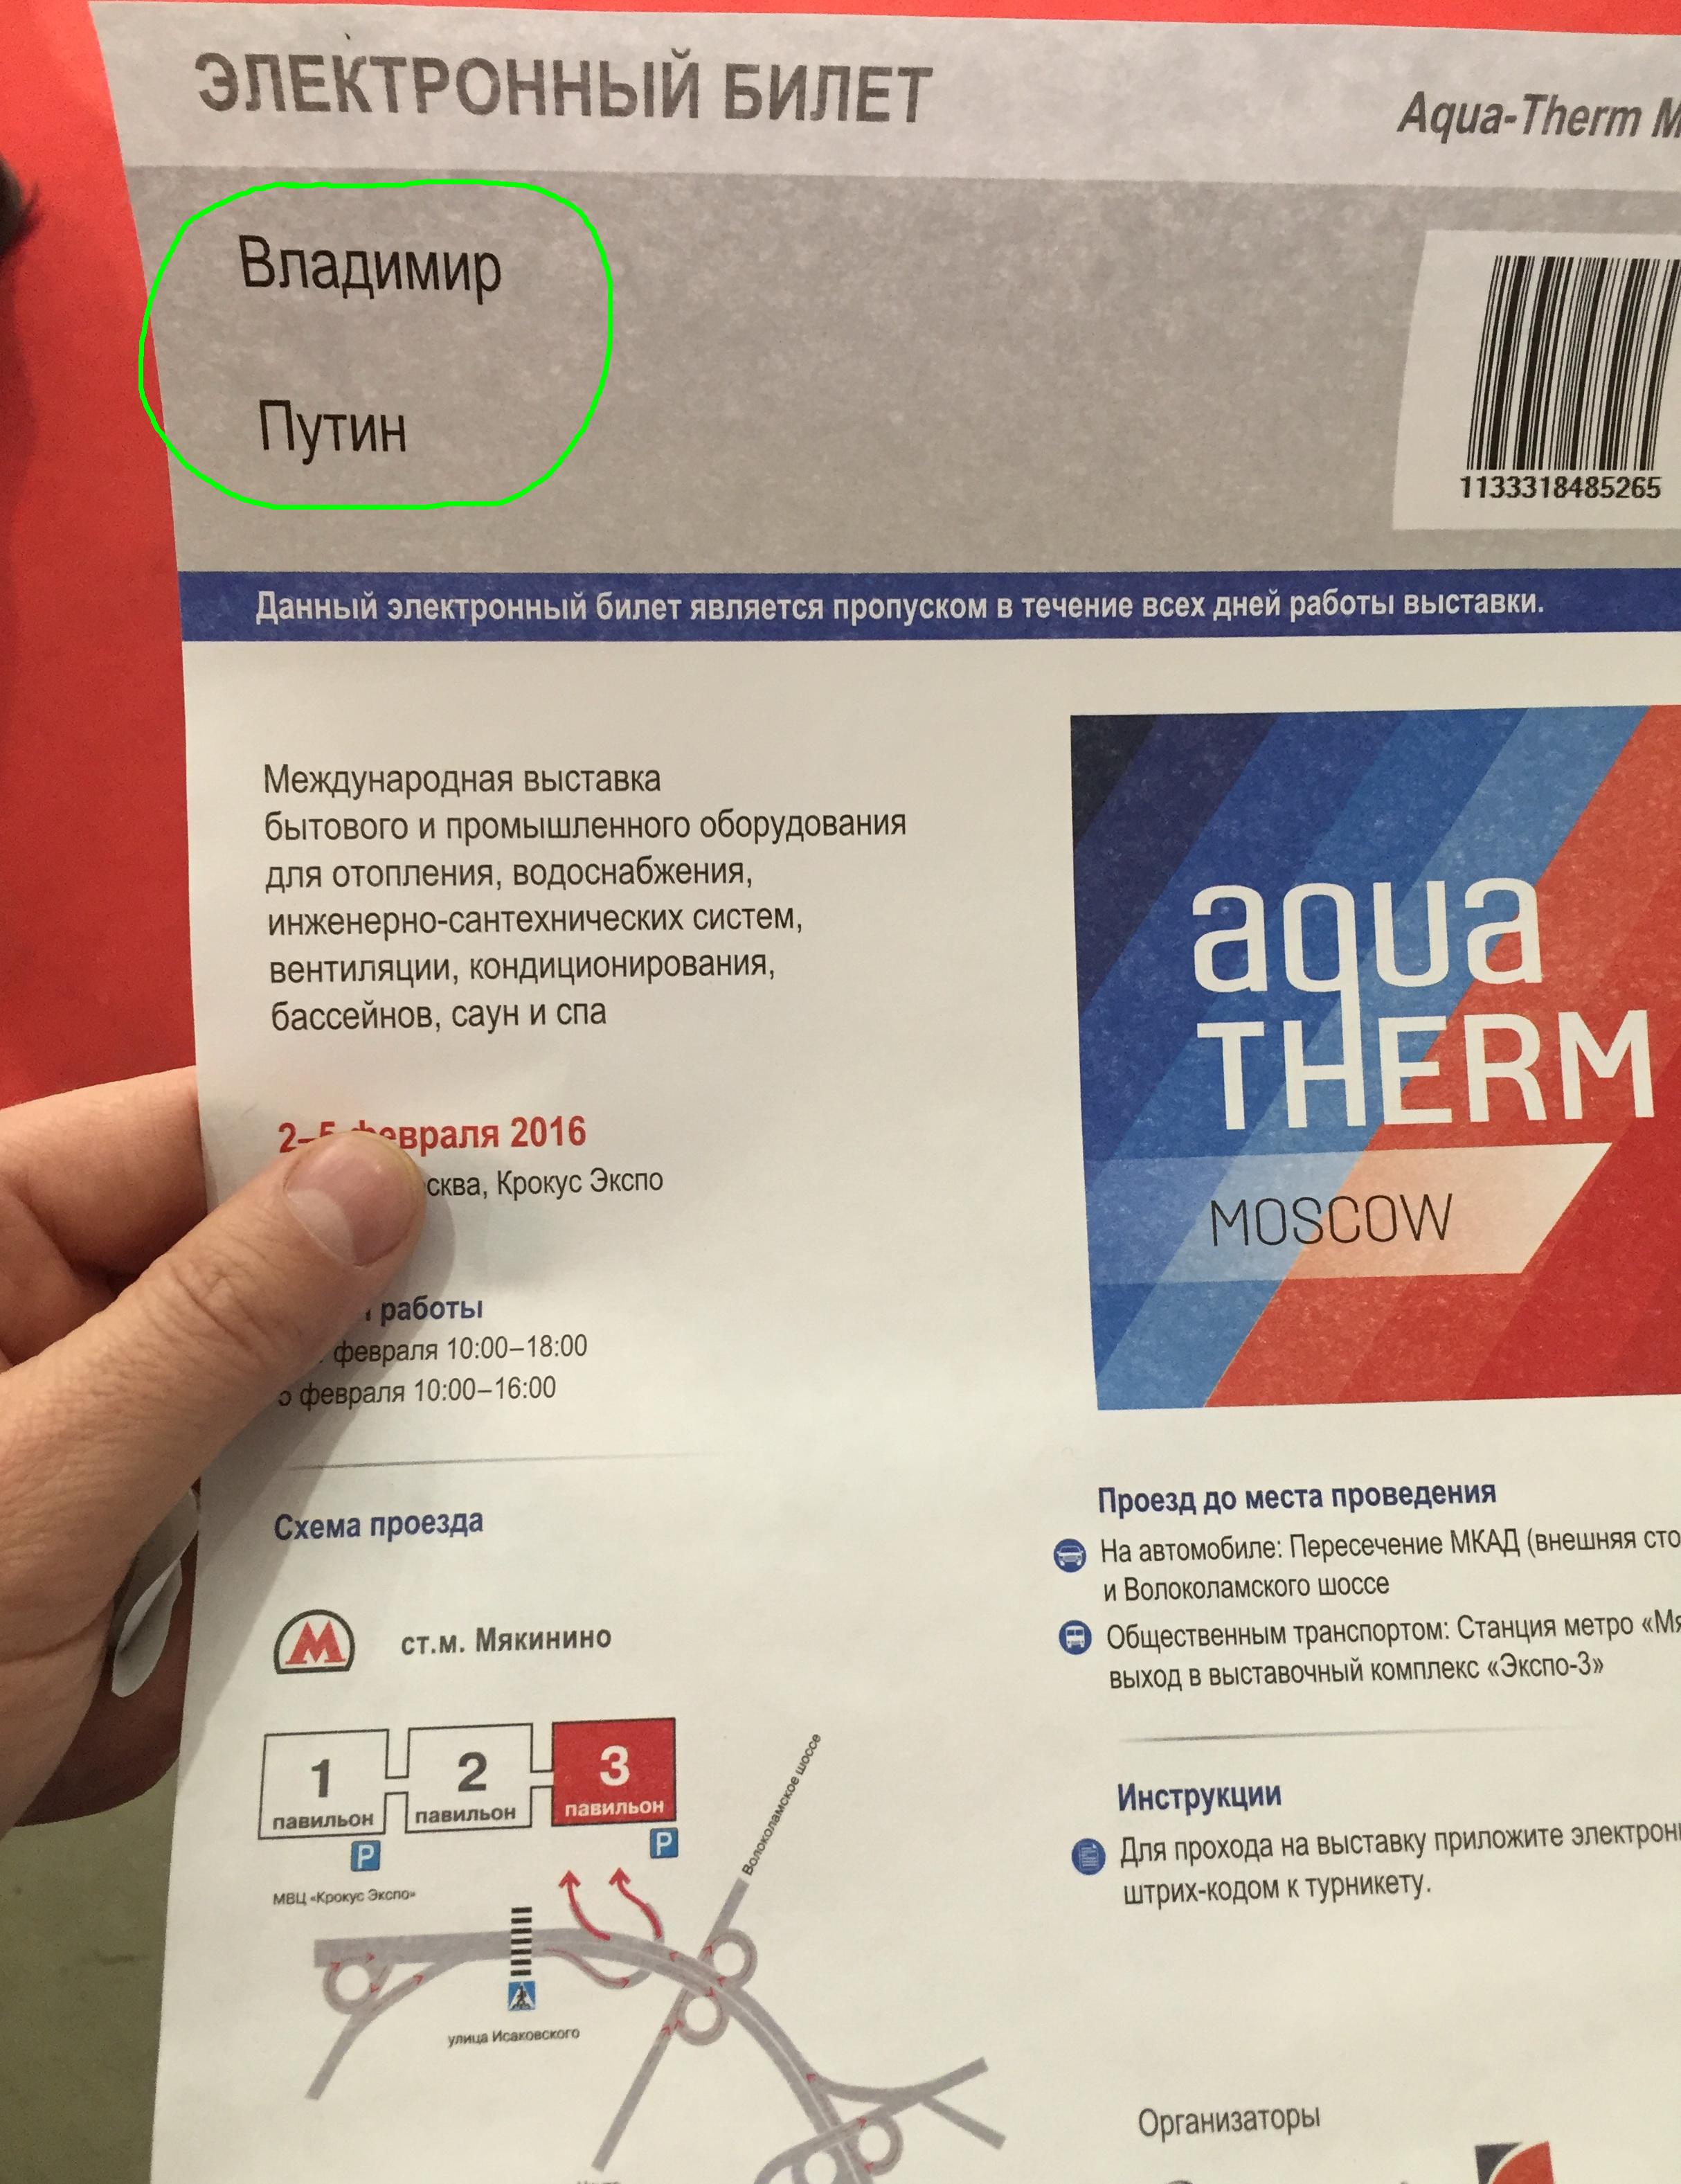 ЭЛЕКТРОННЫЙ БИЛЕТ
Aqua-Therm
Владимир
Путин
1133318485265
Данный электронный билет является пропуском в течение всех дней работы выставки.
Международная выставка
бытового и промышленного оборудования
для отопления, водоснабжения,
инженерно-сантехнических систем,
вентиляции, кондиционирования,
бассейнов, саун и спа
2–5 февраля 2016
Крокус Экспо
работы
февраля 10:00–18:00
февраля 10:00–16:00
aqua
THERM
MOSCOW
Схема проезда
М
ст.м. Мякинино
1
павильон
2
павильон
3
павильон
P
P
МВЦ «Крокус Экспо»
Волоколамское шоссе
улица Исаковского
Проезд до места проведения
На автомобиле: Пересечение МКАД (внешняя
и Волоколамского шоссе
Общественным транспортом: Станция метро
выход в выставочный комплекс «Экспо-3»
Инструкции
Для прохода на выставку приложите
штрих-кодом к турникету.
Организаторы